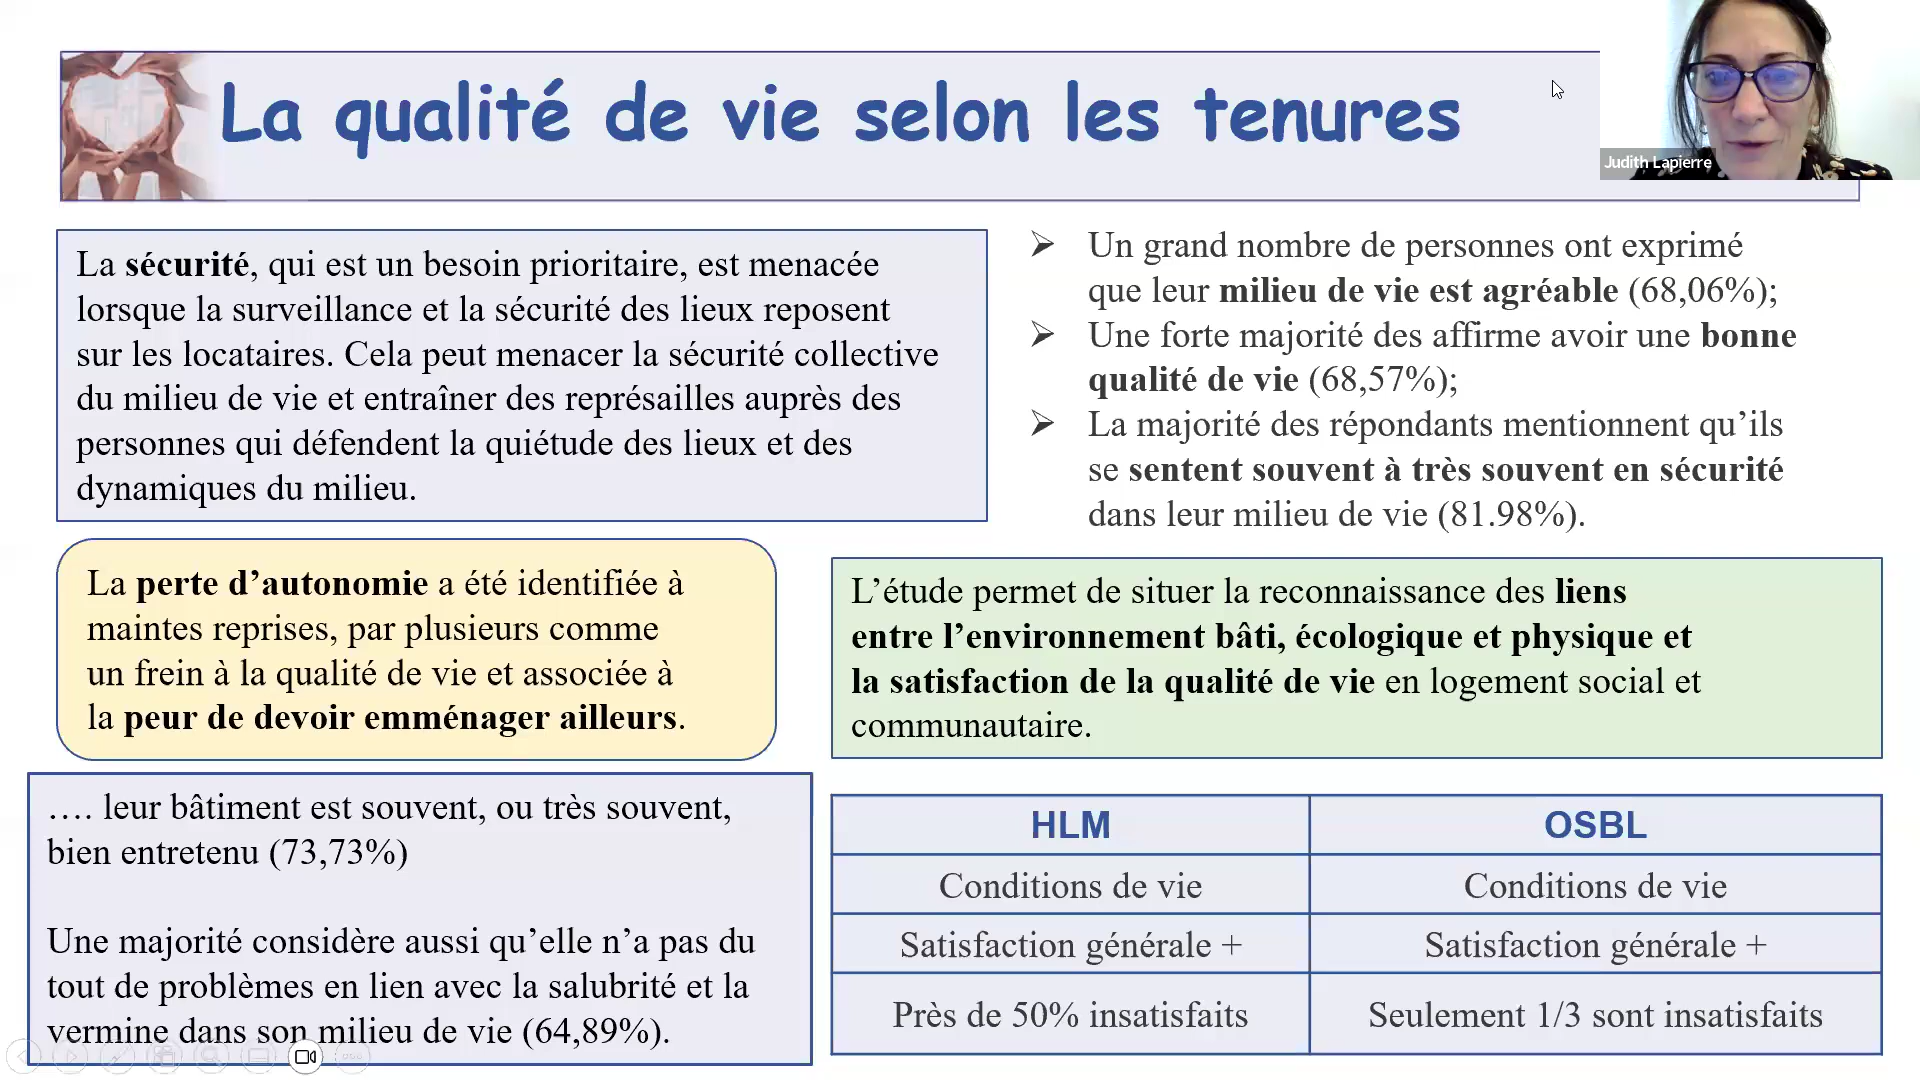 La qualité de vie selon les tenures
Judith Lapierre
La sécurité, qui est un besoin prioritaire, est menacée
lorsque la surveillance et la sécurité des lieux reposent
sur les locataires. Cela peut menacer la sécurité collective
du milieu de vie et entraîner des représailles auprès des
personnes qui défendent la quiétude des lieux et des
dynamiques du milieu.
Un grand nombre de personnes ont exprimé
que leur milieu de vie est agréable (68,06%);
Une forte majorité des affirme avoir une bonne
qualité de vie (68,57%);
La majorité des répondants mentionnent qu’ils
se sentent souvent à très souvent en sécurité
dans leur milieu de vie (81.98%).
La perte d’autonomie a été identifiée à
maintes reprises, par plusieurs comme
un frein à la qualité de vie et associée à
la peur de devoir emménager ailleurs.
L’étude permet de situer la reconnaissance des liens
entre l’environnement bâti, écologique et physique et
la satisfaction de la qualité de vie en logement social et
communautaire.
…. leur bâtiment est souvent, ou très souvent,
bien entretenu (73,73%)
Une majorité considère aussi qu’elle n’a pas du
tout de problèmes en lien avec la salubrité et la
vermine dans son milieu de vie (64,89%).
HLM OSBL
Conditions de vie Conditions de vie
Satisfaction générale + Satisfaction générale +
Près de 50% insatisfaits Seulement 1/3 sont insatisfaits